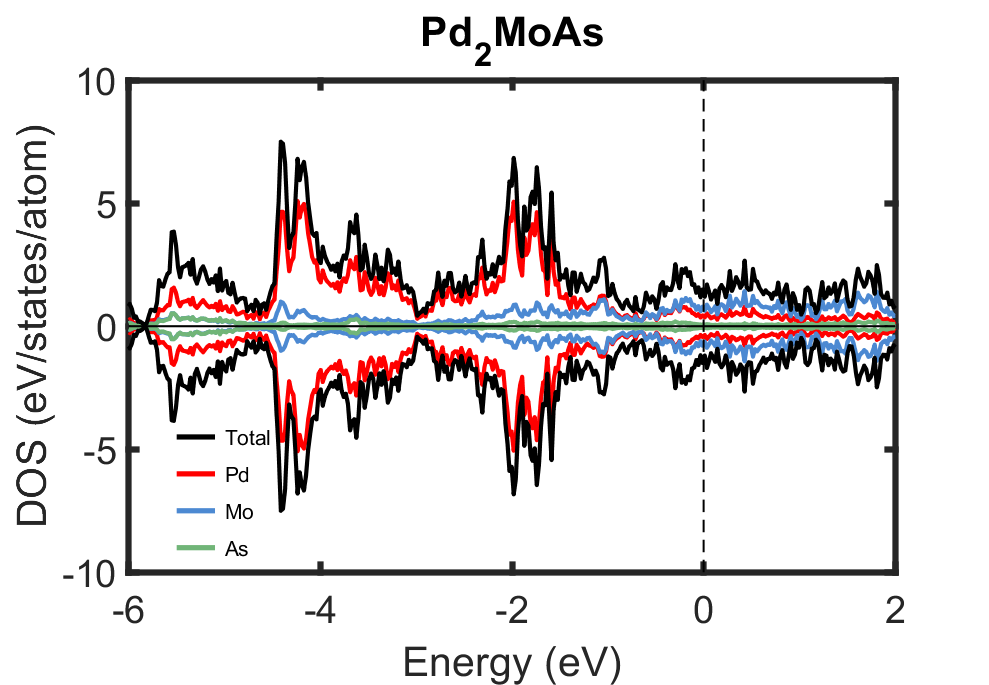 Pd₂MoAs
DOS (eV/states/atom)
10
5
0
-5
-10
Total
Pd
Mo
As
-6 -4 -2 0 2
Energy (eV)